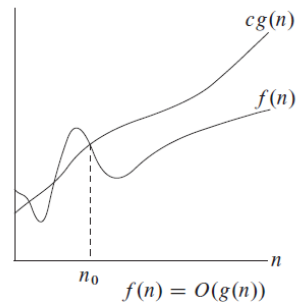 cg(n)
f(n)
n
n₀
f(n) = O(g(n))